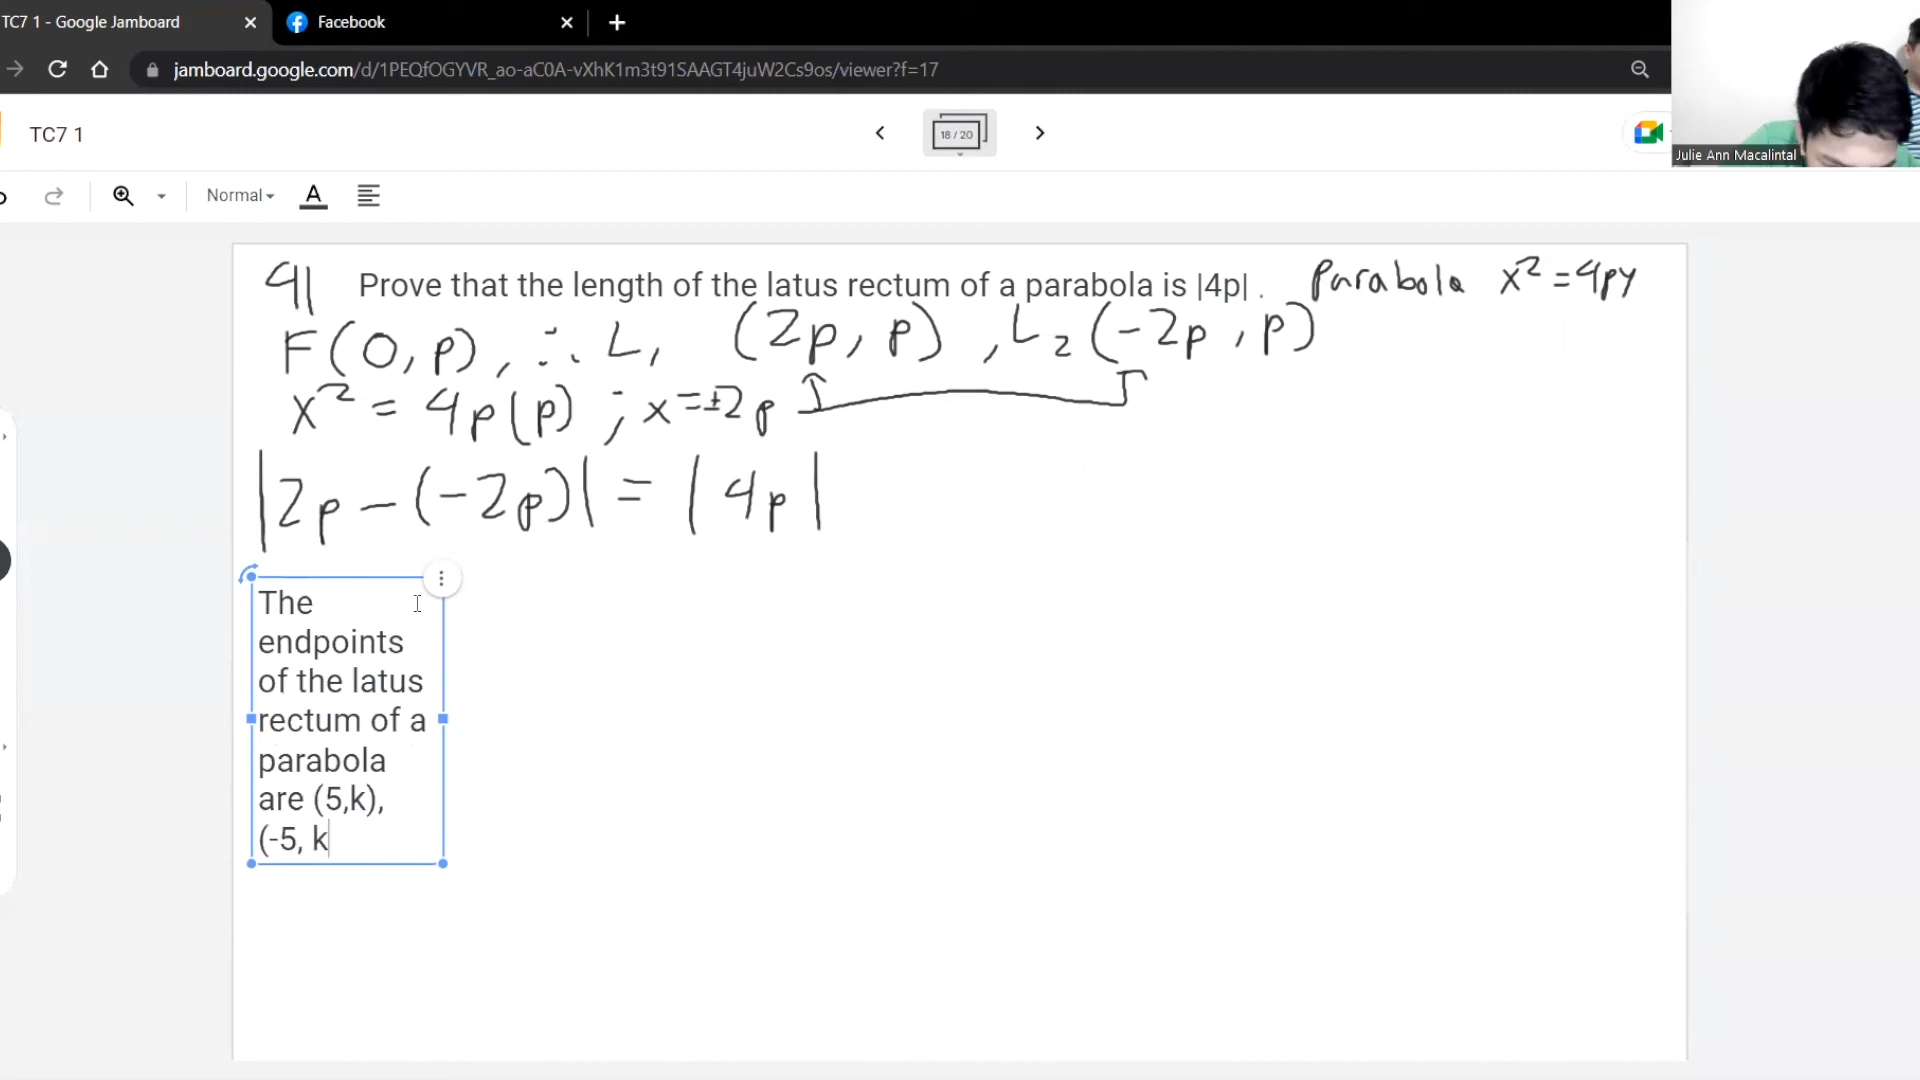 TC7 1 - Google Jamboard
Facebook
jamboard.google.com/d/1PEQfOGYVR_ao-aC0A-vXhK1m3t91SAAGT4juW2Cs9os/viewer?f=17
Julie Ann Macalintal
TC7 1
18 / 20
Normal
A
91 Prove that the length of the latus rectum of a parabola is |4p| . Parabola x² = 4py
F(0, p), ∴ L₁ (2p, p) , L₂ (-2p , p)
x² = 4p(p) ; x = ±2p
|2p - (-2p)| = |4p|
The
endpoints
of the latus
rectum of a
parabola
are (5,k),
(-5, k